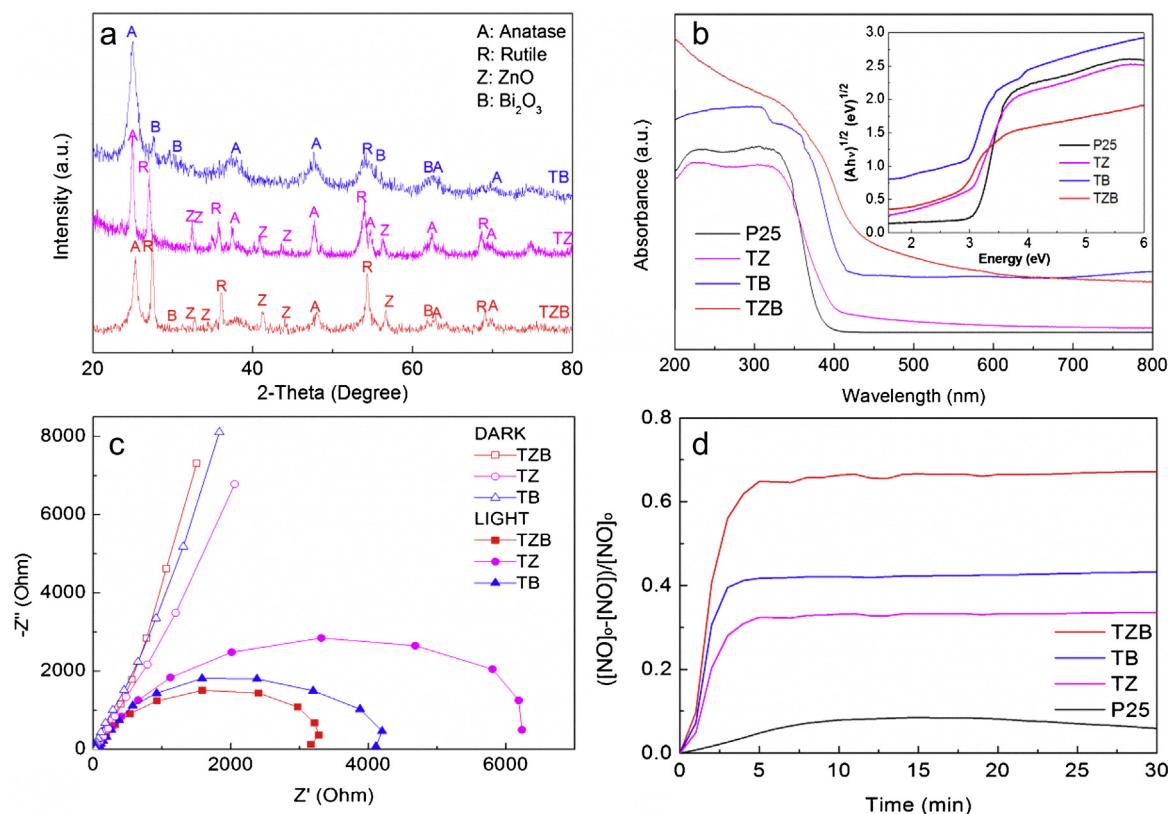 a
A: Anatase
R: Rutile
Z: ZnO
B: Bi₂O₃
A
B
B
A
A
R
B
BA
A
TB
A
R
ZZ
R
A
Z
Z
A
R
A
Z
A
R
A
TZ
A
R
B
Z
Z
R
Z
Z
A
R
Z
B
A
R
A
TZB
Intensity (a.u.)
20 40 60 80
2-Theta (Degree)
b
Absorbance (a.u.)
P25
TZ
TB
TZB
200 300 400 500 600 700 800
Wavelength (nm)
(Ahν)^1/2 (eV)^1/2
3.0
2.5
2.0
1.5
1.0
0.5
0.0
P25
TZ
TB
TZB
2 3 4 5 6
Energy (eV)
c
-Z'' (Ohm)
8000
6000
4000
2000
0
DARK
TZB
TZ
TB
LIGHT
TZB
TZ
TB
0 2000 4000 6000
Z' (Ohm)
d
([NO]₀-[NO])/[NO]₀
0.8
0.6
0.4
0.2
0.0
TZB
TB
TZ
P25
0 5 10 15 20 25 30
Time (min)